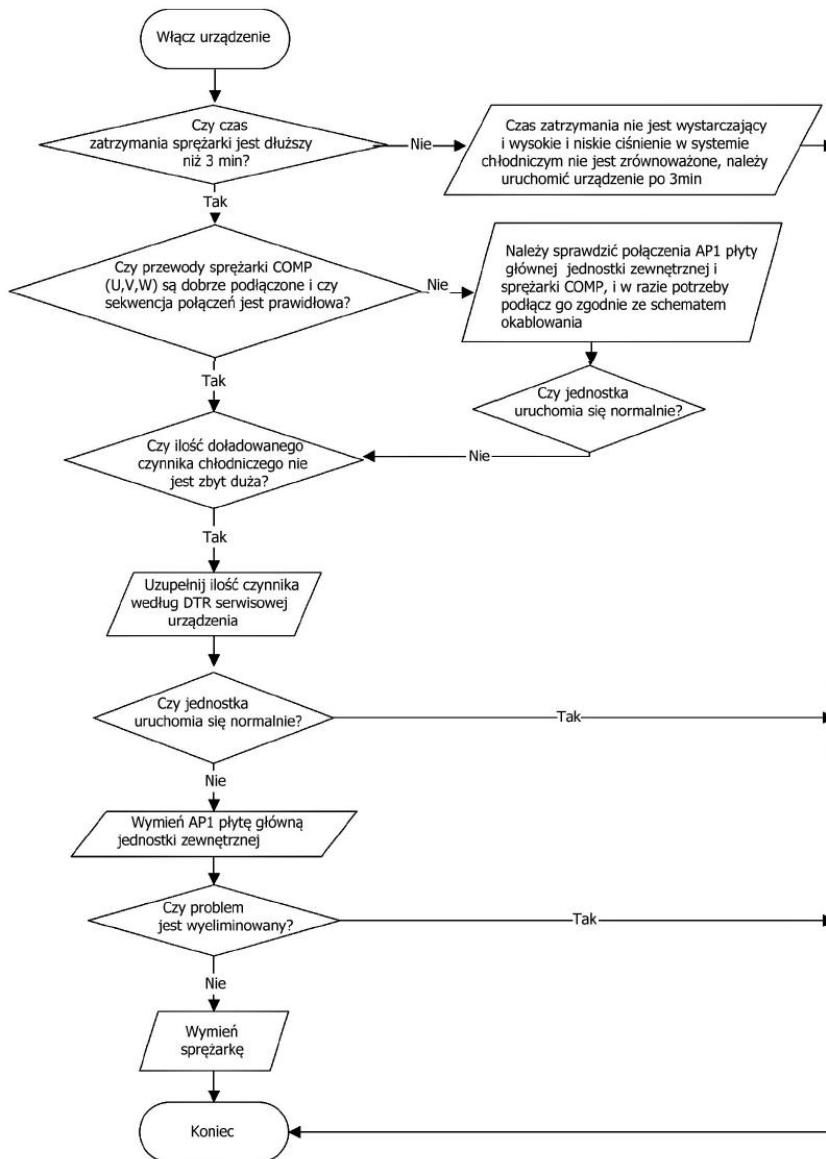 Włącz urządzenie
Czy czas
zatrzymania sprężarki jest dłuższy
niż 3 min?
Nie
Czas zatrzymania nie jest wystarczający
i wysokie i niskie ciśnienie w systemie
chłodniczym nie jest zrównoważone, należy
uruchomić urządzenie po 3min
Tak
Czy przewody sprężarki COMP
(U,V,W) są dobrze podłączone i czy
sekwencja połączeń jest prawidłowa?
Nie
Należy sprawdzić połączenia AP1 płyty
głównej jednostki zewnętrznej i
sprężarki COMP, i w razie potrzeby
podłącz go zgodnie ze schematem
okablowania
Tak
Czy jednostka
uruchomia się normalnie?
Nie
Czy ilość doładowanego
czynnika chłodniczego nie
jest zbyt duża?
Tak
Uzupełnij ilość czynnika
według DTR serwisowej
urządzenia
Czy jednostka
uruchomia się normalnie?
Tak
Nie
Wymień AP1 płytę główną
jednostki zewnętrznej
Czy problem
jest wyeliminowany?
Tak
Nie
Wymień
sprężarkę
Koniec